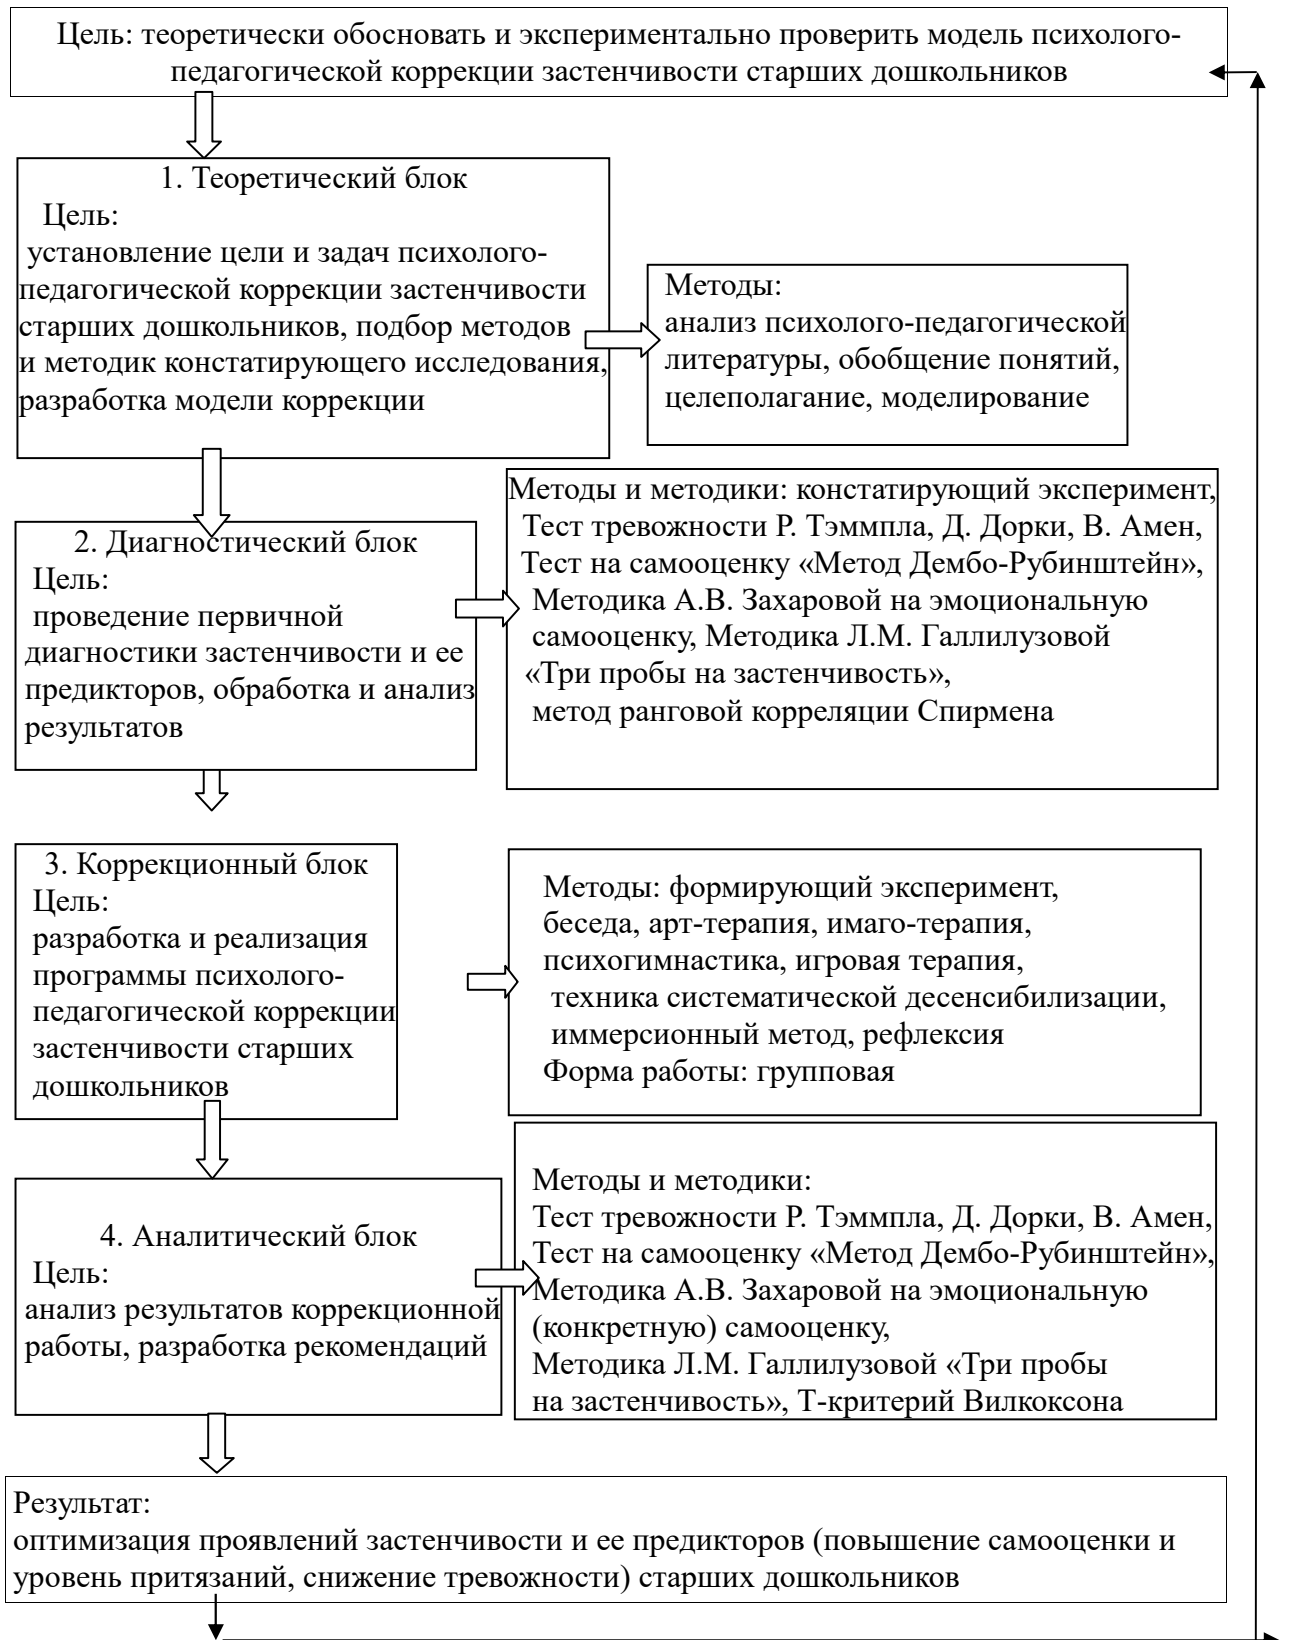 Цель: теоретически обосновать и экспериментально проверить модель психолого-
педагогической коррекции застенчивости старших дошкольников
1. Теоретический блок
Цель:
установление цели и задач психолого-
педагогической коррекции застенчивости
старших дошкольников, подбор методов
и методик констатирующего исследования,
разработка модели коррекции
Методы:
анализ психолого-педагогической
литературы, обобщение понятий,
целеполагание, моделирование
2. Диагностический блок
Цель:
проведение первичной
диагностики застенчивости и ее
предикторов, обработка и анализ
результатов
Методы и методики: констатирующий эксперимент,
Тест тревожности Р. Тэммпла, Д. Дорки, В. Амен,
Тест на самооценку «Метод Дембо-Рубинштейн»,
Методика А.В. Захаровой на эмоциональную
самооценку, Методика Л.М. Галлилузовой
«Три пробы на застенчивость»,
метод ранговой корреляции Спирмена
3. Коррекционный блок
Цель:
разработка и реализация
программы психолого-
педагогической коррекции
застенчивости старших
дошкольников
Методы: формирующий эксперимент,
беседа, арт-терапия, имаго-терапия,
психогимнастика, игровая терапия,
техника систематической десенсибилизации,
иммерсионный метод, рефлексия
Форма работы: групповая
4. Аналитический блок
Цель:
анализ результатов коррекционной
работы, разработка рекомендаций
Методы и методики:
Тест тревожности Р. Тэммпла, Д. Дорки, В. Амен,
Тест на самооценку «Метод Дембо-Рубинштейн»,
Методика А.В. Захаровой на эмоциональную
(конкретную) самооценку,
Методика Л.М. Галлилузовой «Три пробы
на застенчивость», Т-критерий Вилкоксона
Результат:
оптимизация проявлений застенчивости и ее предикторов (повышение самооценки и
уровень притязаний, снижение тревожности) старших дошкольников